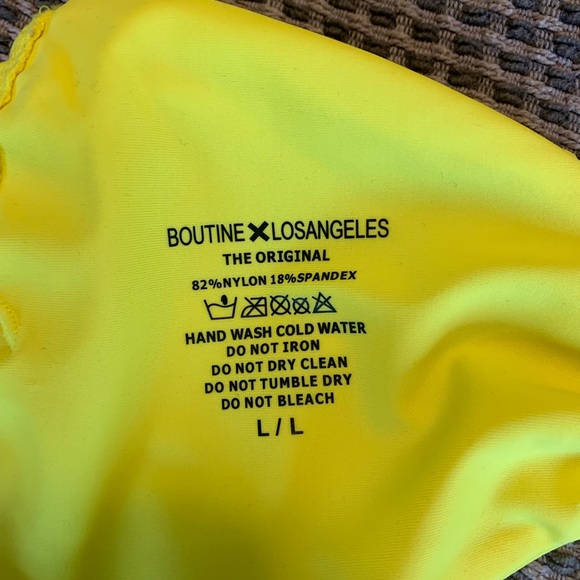 BOUTINE✖LOSANGELES
THE ORIGINAL
82%NYLON 18%SPANDEX
HAND WASH COLD WATER
DO NOT IRON
DO NOT DRY CLEAN
DO NOT TUMBLE DRY
DO NOT BLEACH
L / L